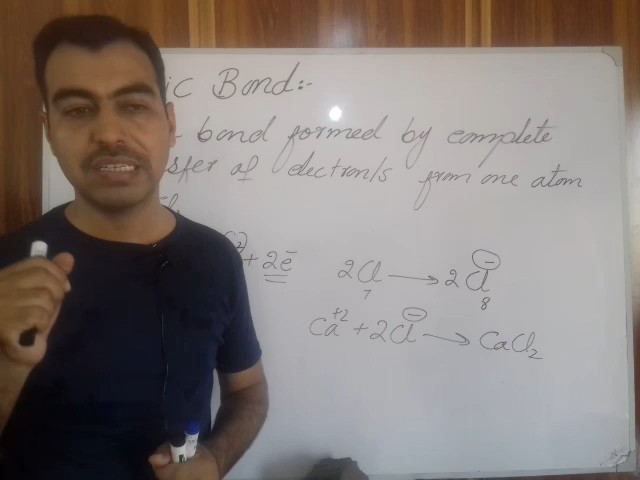 ic Bond:-
bond formed by complete
sfer of electron/s from one atom
+ 2ē 2Cl → 2Cl⊖
7 8
Ca+2 + 2Cl⊖ → CaCl2